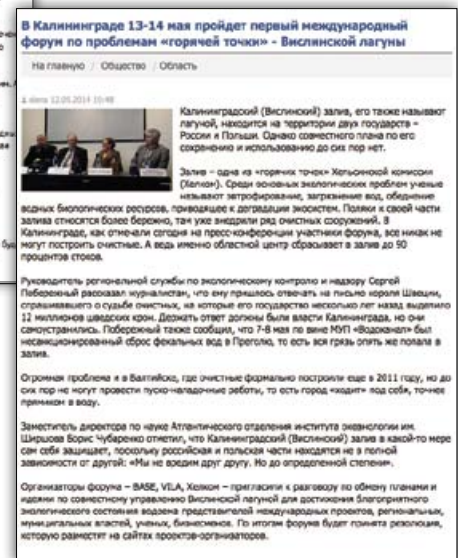 В Калининграде 13-14 мая пройдет первый международный
форум по проблемам «горячей точки» - Вислинской лагуны
На главную / Общество / Область
12.05.2014 10:48
Калининградский (Вислинский) залив, его также называют
лагуной, находится на территории двух государств –
России и Польши. Однако совместного плана по его
сохранению и использованию до сих пор нет.
Залив – одна из «горячих точек» Хельсинской комиссии
(Хелком). Среди основных экологических проблем ученые
называют эвтрофирование, загрязнение вод, обеднение
водных биологических ресурсов, приводящее к деградации экосистем. Поляки к своей части
залива относятся более бережно, там уже внедрили ряд очистных сооружений. В
Калининграде, как отмечали сегодня на пресс-конференции участники форума, все никак не
могут построить очистные. А ведь именно областной центр сбрасывает в залив до 90
процентов стоков.
Руководитель региональной службы по экологическому контролю и надзору Сергей
Побережный рассказал журналистам, что ему пришлось отвечать на письмо короля Швеции,
спрашивавшего о судьбе очистных, на которые его государство несколько лет назад выделило
12 миллионов шведских крон. Держать ответ должны были власти Калининграда, но они
самоустранились. Побережный также сообщил, что 7-8 мая по вине МУП «Водоканал» был
несанкционированный сброс фекальных вод в Преголю, то есть вся грязь опять же попала в
залив.
Огромная проблема и в Балтийске, где очистные формально построили еще в 2011 году, но до
сих пор не могут провести пуско-наладочные работы, то есть город «ходит» под себя, точнее
прямиком в воду.
Заместитель директора по науке Атлантического отделения института океанологии им.
Ширшова Борис Чубаренко отметил, что Калининградский (Вислинский) залив в какой-то мере
сам себя защищает, поскольку российская и польская части находятся не в полной
зависимости от другой: «Мы не вредим друг другу. Но до определенной степени».
Организаторы форума – BASE, VILA, Хелком – пригласили к разговору по обмену планами и
идеями по совместному управлению Вислинской лагуной для достижения благоприятного
экологического состояния водоема представителей международных проектов, региональных,
муниципальных властей, ученых, бизнесменов. По итогам форума будет принята резолюция,
которую разместят на сайтах проектов-организаторов.